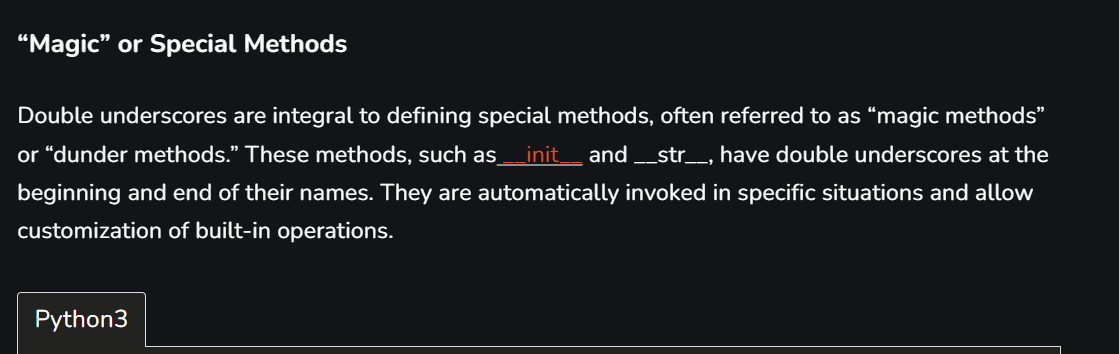 “Magic” or Special Methods
Double underscores are integral to defining special methods, often referred to as “magic methods”
or “dunder methods.” These methods, such as __init__ and __str__, have double underscores at the
beginning and end of their names. They are automatically invoked in specific situations and allow
customization of built-in operations.
Python3